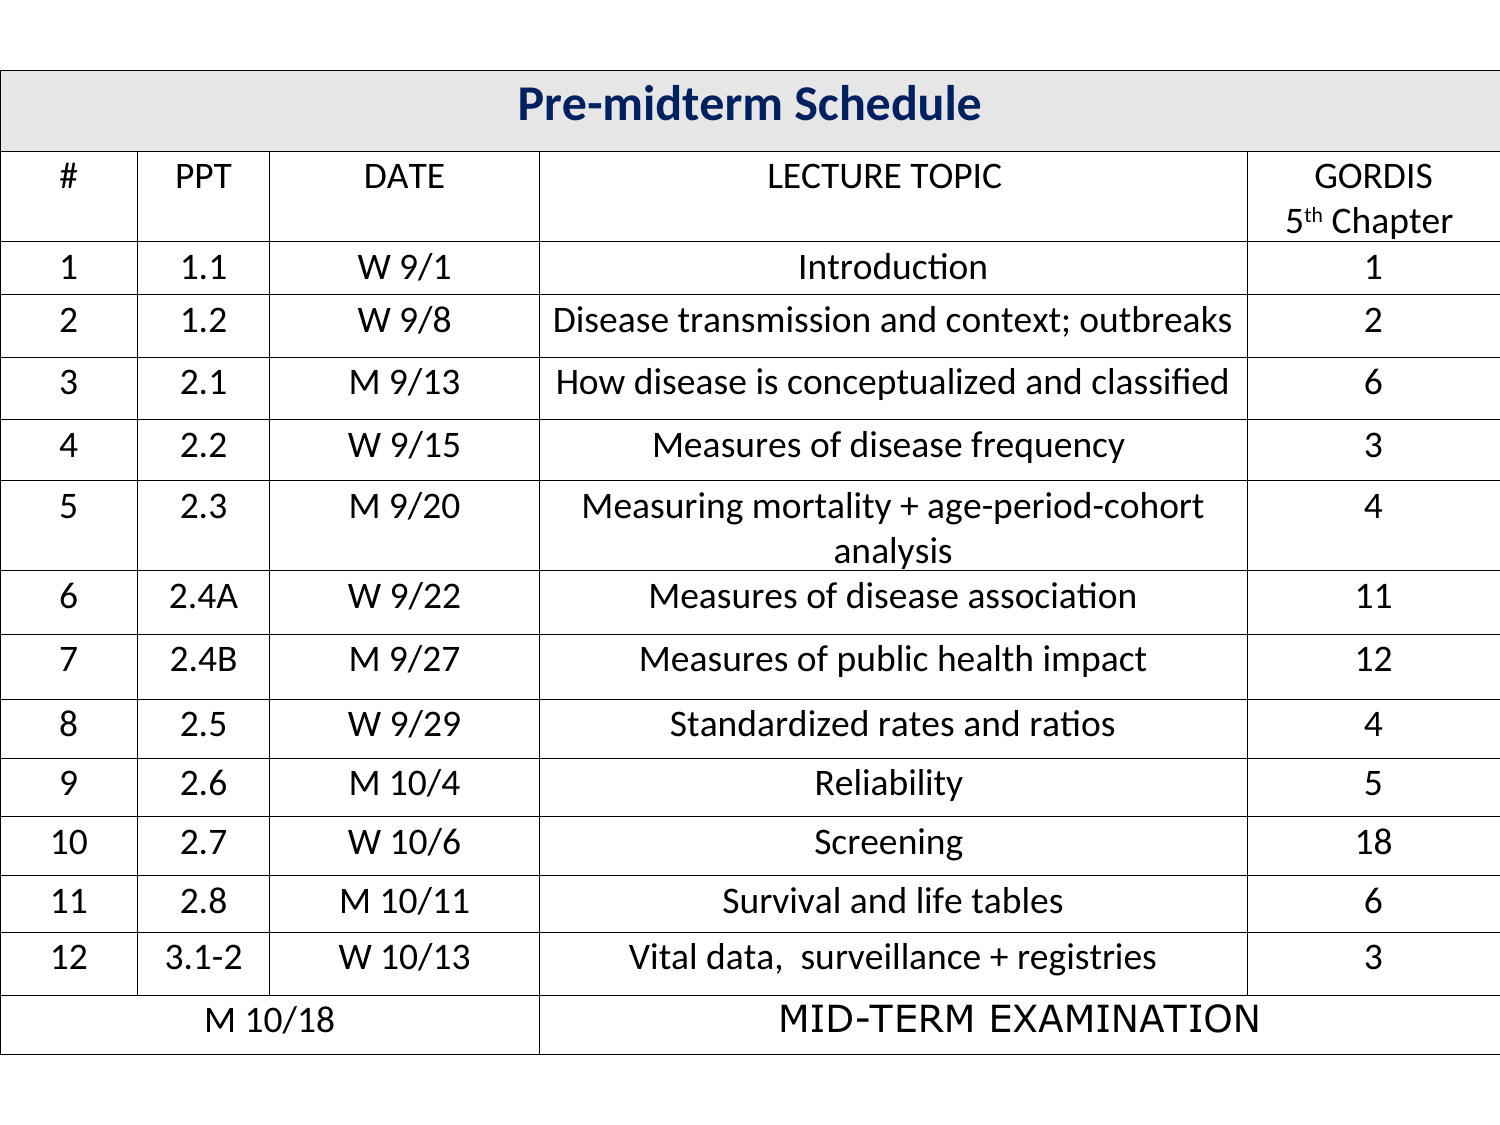 Pre-midterm Schedule
# PPT DATE LECTURE TOPIC GORDIS
5th Chapter
1 1.1 W 9/1 Introduction 1
2 1.2 W 9/8 Disease transmission and context; outbreaks 2
3 2.1 M 9/13 How disease is conceptualized and classified 6
4 2.2 W 9/15 Measures of disease frequency 3
5 2.3 M 9/20 Measuring mortality + age-period-cohort 4
analysis
6 2.4A W 9/22 Measures of disease association 11
7 2.4B M 9/27 Measures of public health impact 12
8 2.5 W 9/29 Standardized rates and ratios 4
9 2.6 M 10/4 Reliability 5
10 2.7 W 10/6 Screening 18
11 2.8 M 10/11 Survival and life tables 6
12 3.1-2 W 10/13 Vital data, surveillance + registries 3
M 10/18 MID-TERM EXAMINATION